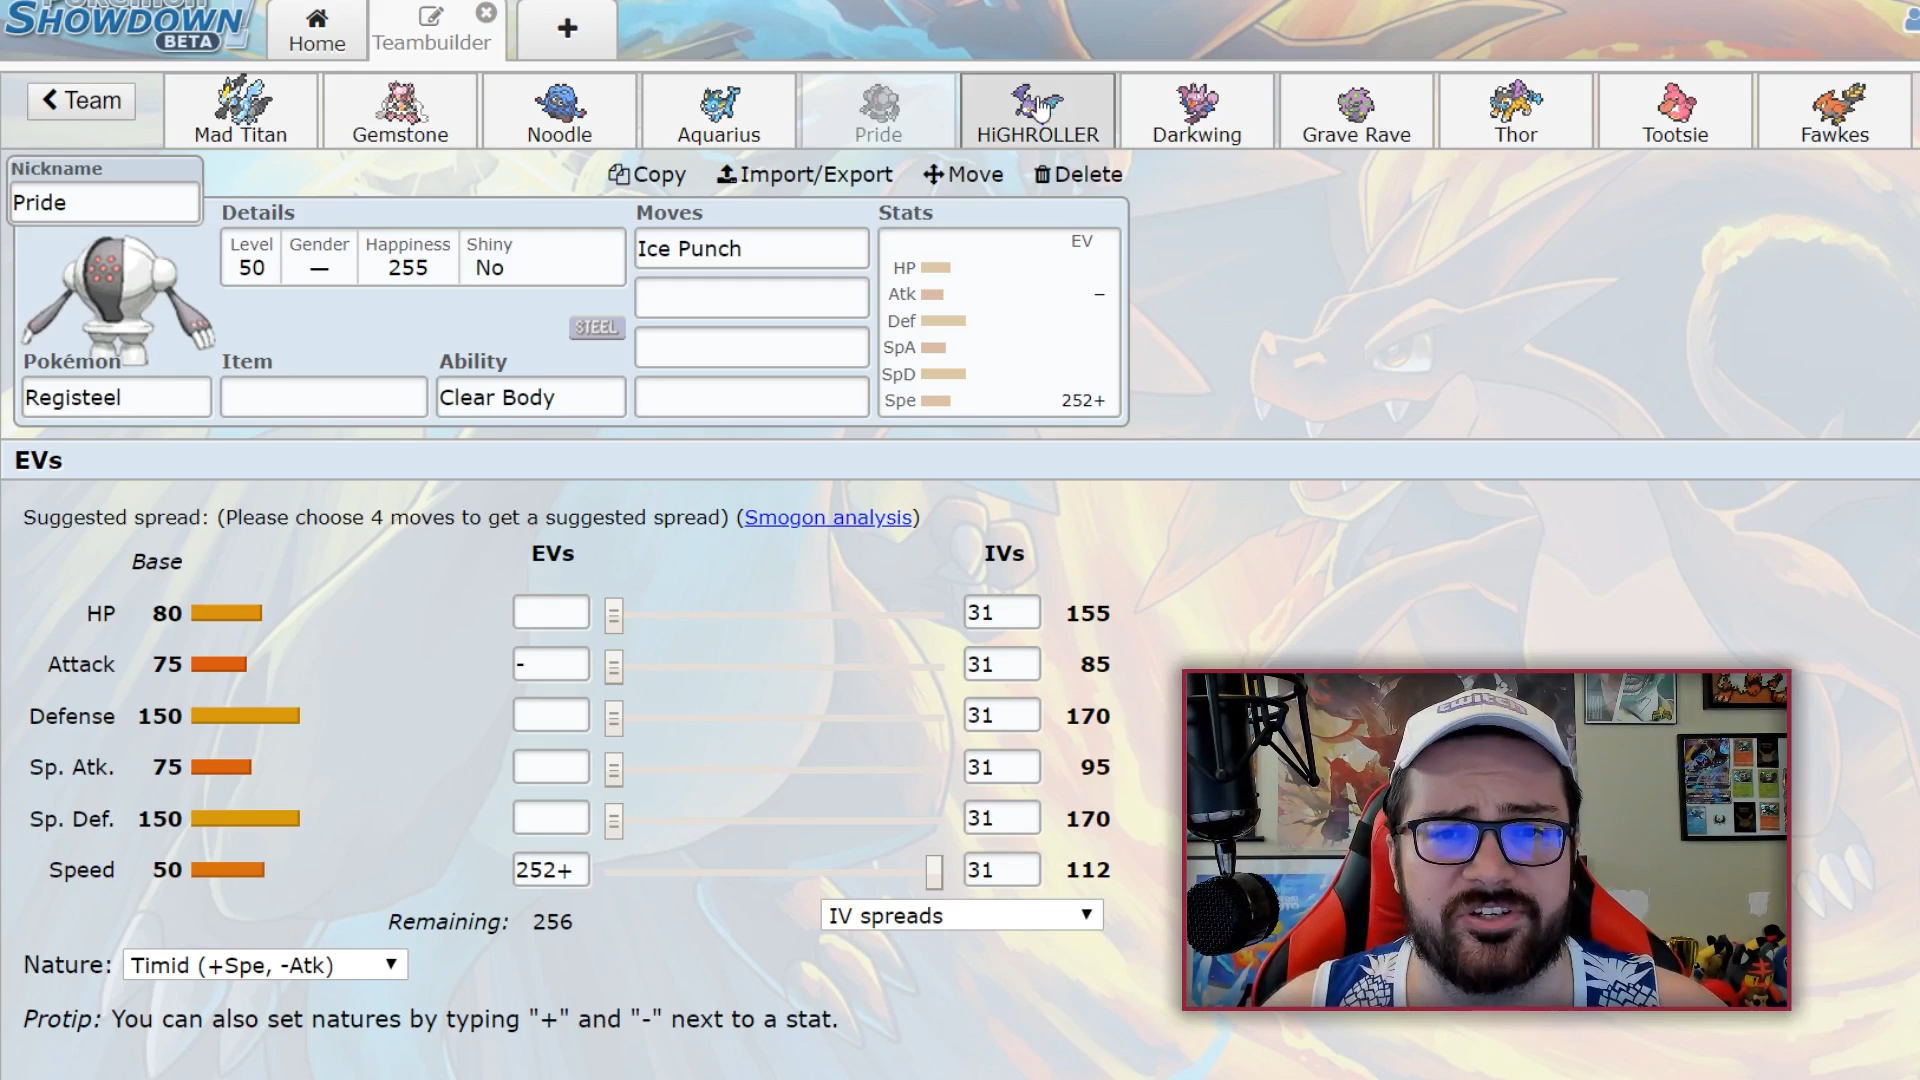 Pokémon
SHOWDOWN
BETA
Home
Teambuilder
+
Team
Mad Titan
Gemstone
Noodle
Aquarius
Pride
HiGHROLLER
Darkwing
Grave Rave
Thor
Tootsie
Fawkes
Nickname
Pride
Copy
Import/Export
Move
Delete
Details
Level Gender Happiness Shiny
50 — 255 No
STEEL
Pokémon
Registeel
Item
Ability
Clear Body
Moves
Ice Punch
Stats
EV
HP
Atk –
Def
SpA
SpD
Spe 252+
EVs
Suggested spread: (Please choose 4 moves to get a suggested spread) (Smogon analysis)
Base EVs IVs
HP 80 31 155
Attack 75 - 31 85
Defense 150 31 170
Sp. Atk. 75 31 95
Sp. Def. 150 31 170
Speed 50 252+ 31 112
Remaining: 256
IV spreads
Nature: Timid (+Spe, -Atk)
Protip: You can also set natures by typing "+" and "-" next to a stat.
twitch